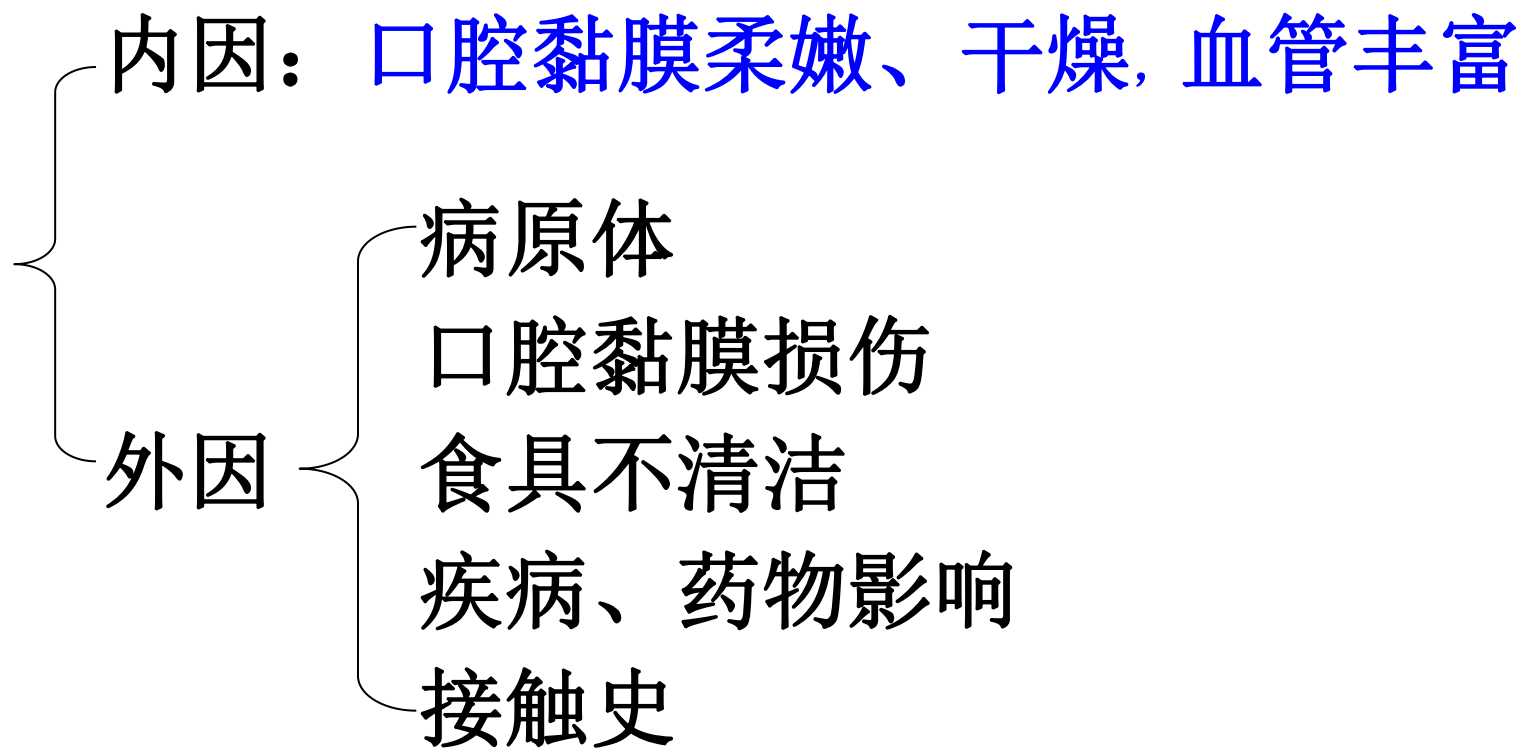 内因：口腔黏膜柔嫩、干燥, 血管丰富
病原体
口腔黏膜损伤
外因
食具不清洁
疾病、药物影响
接触史